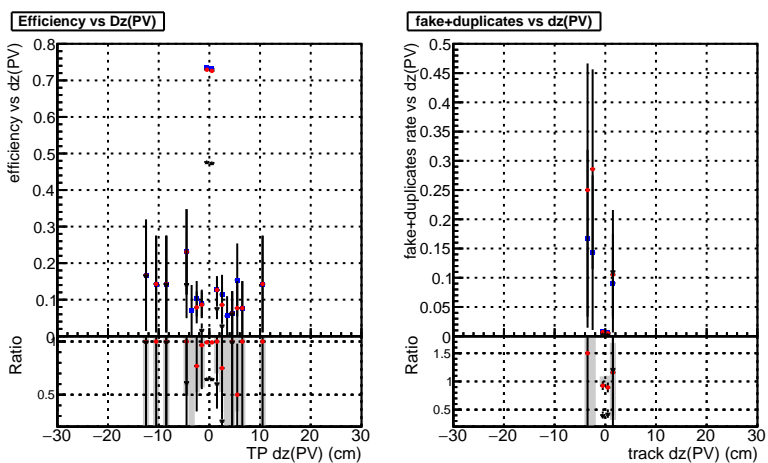 Efficiency vs Dz(PV)
efficiency vs dz(PV)
0.8
0.7
0.6
0.5
0.4
0.3
0.2
0.1
0
Ratio
1
0.5
−30 −20 −10 0 10 20 30
TP dz(PV) (cm)
fake+duplicates vs dz(PV)
fake+duplicates rate vs dz(PV)
0.5
0.45
0.4
0.35
0.3
0.25
0.2
0.15
0.1
0.05
0
Ratio
1.5
1
0.5
−30 −20 −10 0 10 20 30
track dz(PV) (cm)